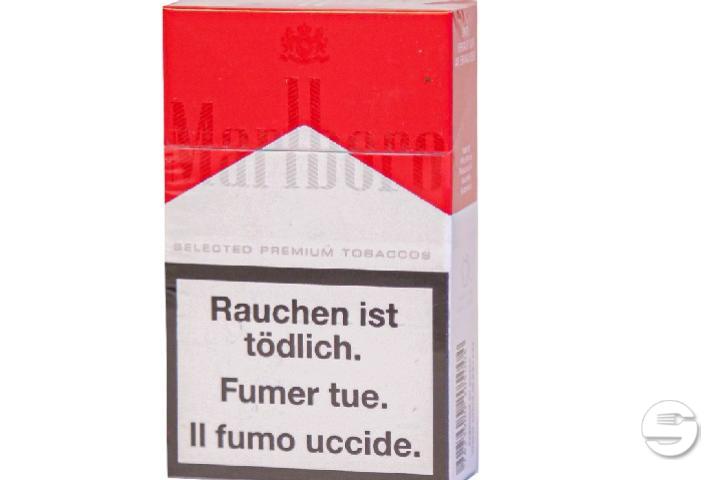 Marlboro
SELECTED PREMIUM TOBACCOS
Rauchen ist
tödlich.
Fumer tue.
Il fumo uccide.